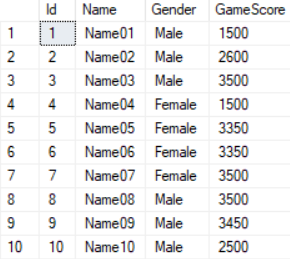 Id Name Gender GameScore
1 1 Name01 Male 1500
2 2 Name02 Male 2600
3 3 Name03 Male 3500
4 4 Name04 Female 1500
5 5 Name05 Female 3350
6 6 Name06 Female 3350
7 7 Name07 Female 3500
8 8 Name08 Male 3500
9 9 Name09 Male 3450
10 10 Name10 Male 2500